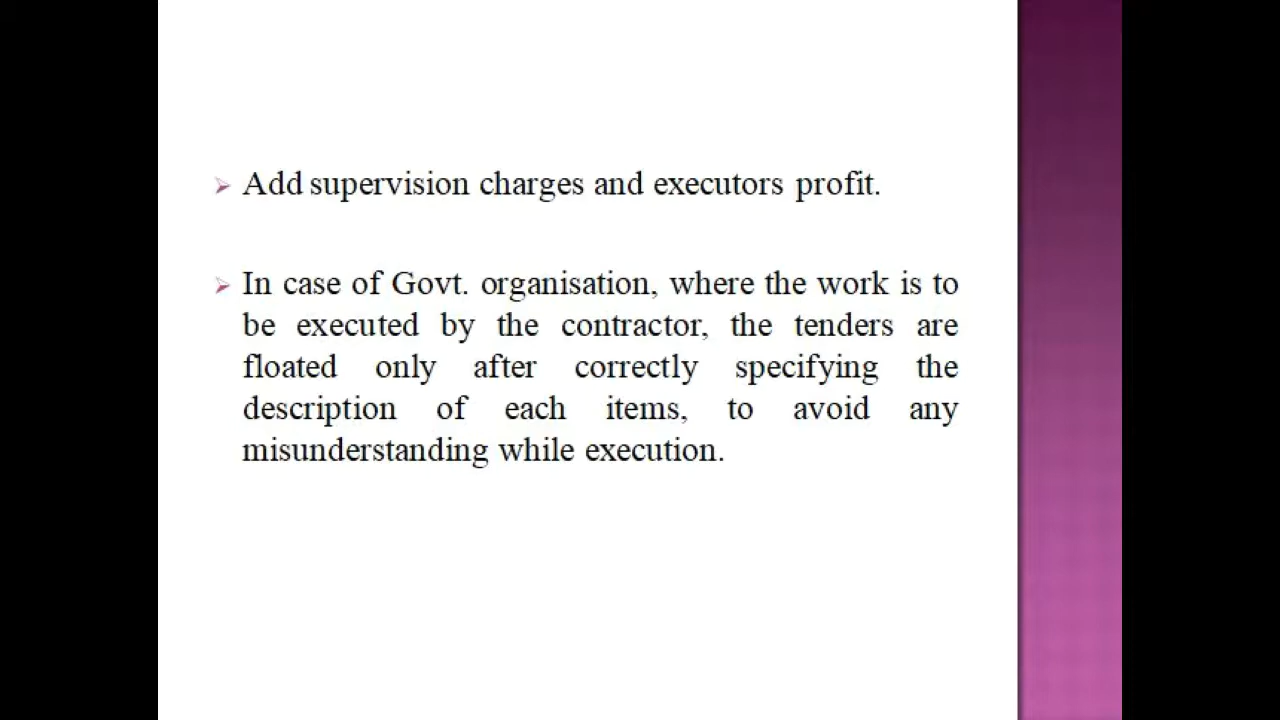 Add supervision charges and executors profit.
In case of Govt. organisation, where the work is to
be executed by the contractor, the tenders are
floated only after correctly specifying the
description of each items, to avoid any
misunderstanding while execution.